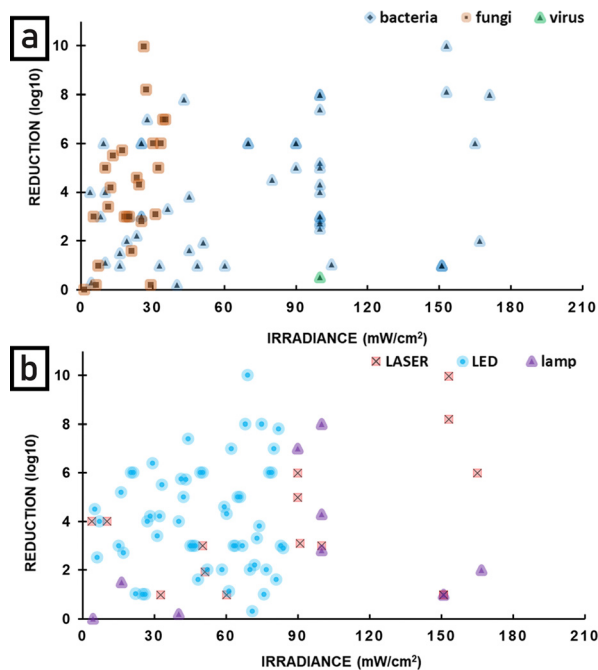 a
bacteria fungi virus
REDUCTION (log10)
10
8
6
4
2
0
0 30 60 90 120 150 180 210
IRRADIANCE (mW/cm²)
b
LASER LED lamp
REDUCTION (log10)
10
8
6
4
2
0
0 30 60 90 120 150 180 210
IRRADIANCE (mW/cm²)